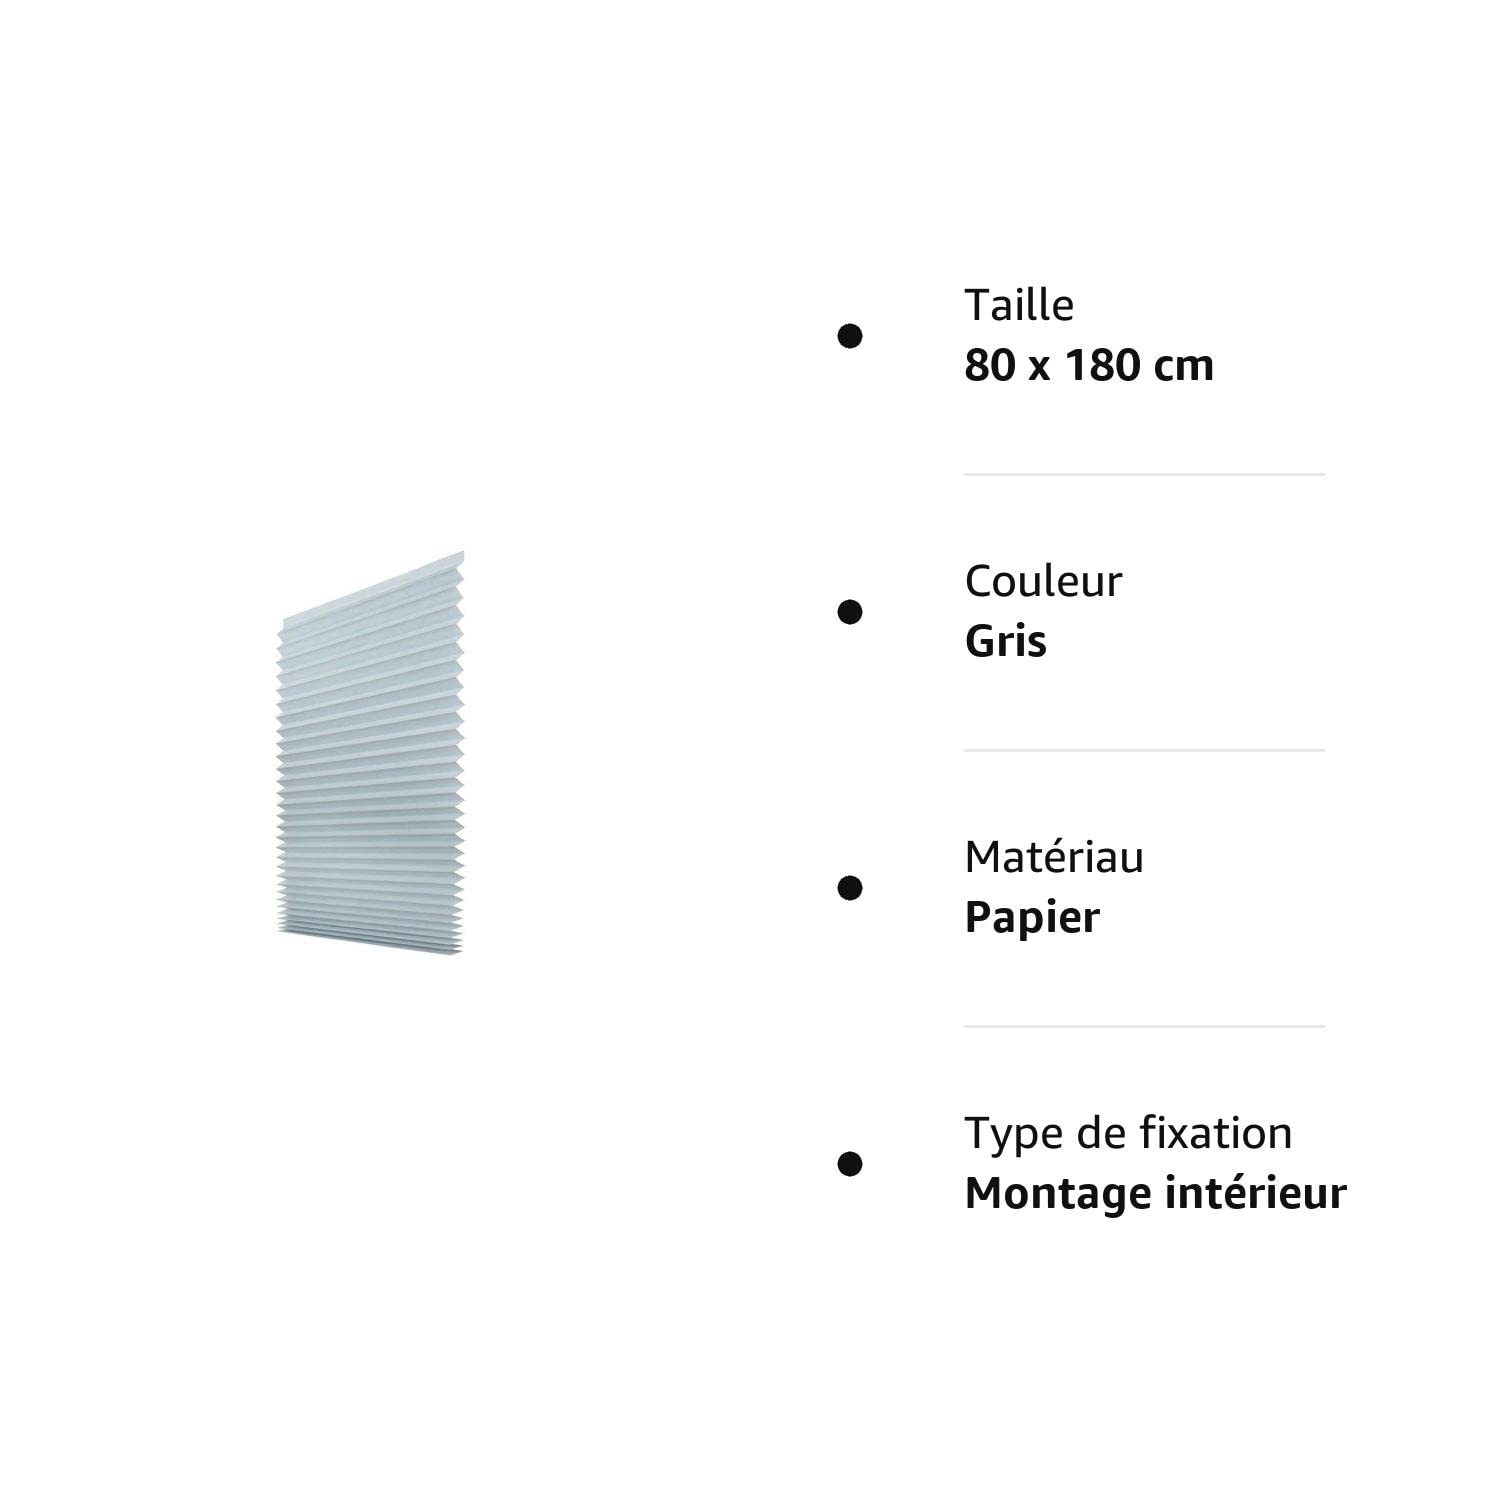 Taille
80 x 180 cm
Couleur
Gris
Matériau
Papier
Type de fixation
Montage intérieur